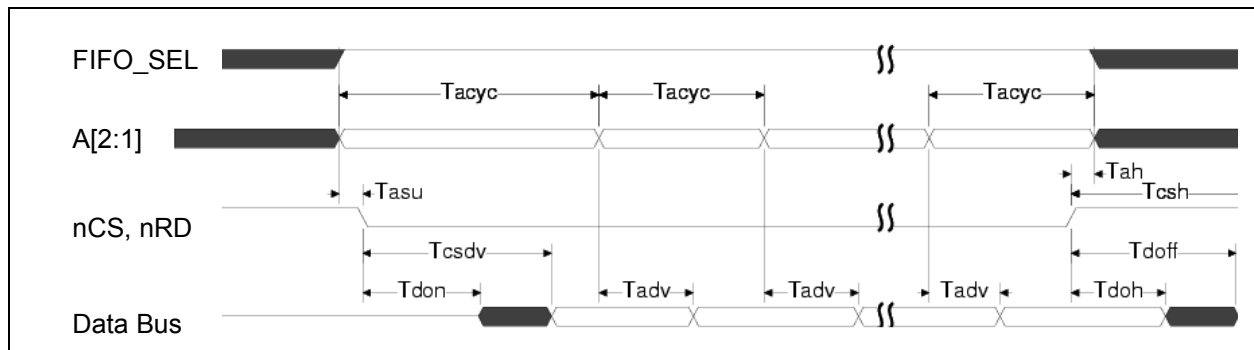 FIFO_SEL
Tacyc Tacyc Tacyc
A[2:1]
Tah
Tasu Tcsh
nCS, nRD
Tcsdv Tdoff
Tdon Tadv Tadv Tadv Tdoh
Data Bus